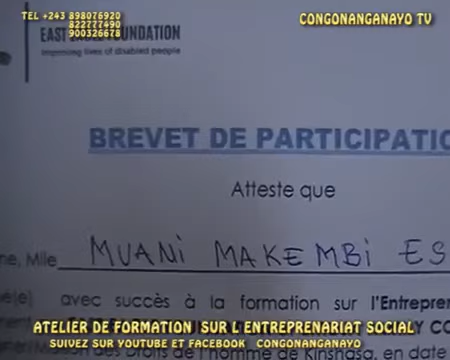 TEL +243 898076920
822777490
900326678
CONGONANGANAYO TV
EAST FOUNDATION
improving lives of disabled people
BREVET DE PARTICIPATIO
Atteste que
ne, Mlle MUANI MAKEMBI ES
é(e) avec succès à la formation sur l'Entrepren
ATELIER DE FORMATION SUR L'ENTREPRENARIAT SOCIAL
SUIVEZ SUR YOUTUBE ET FACEBOOK CONGONANGANAYO
des Droits de l'homme de Kinshasa, en date